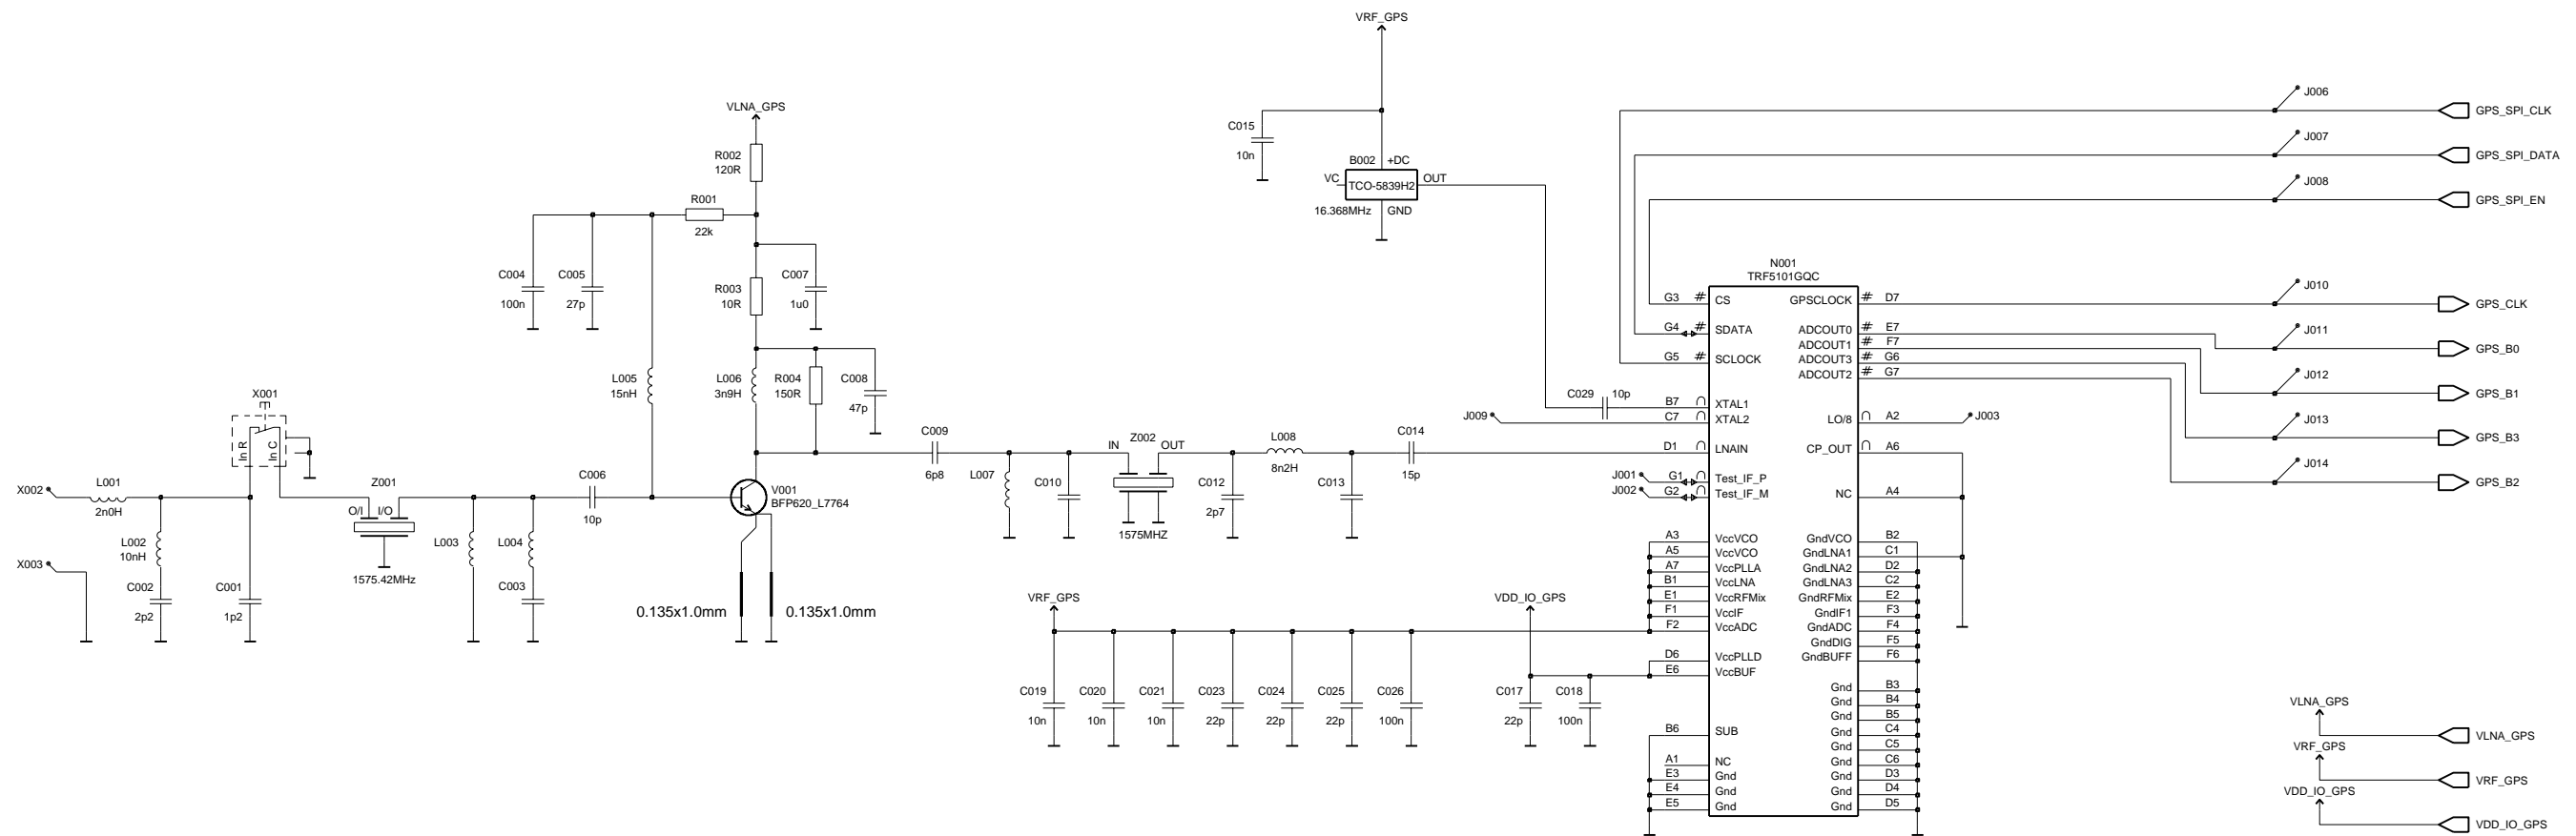 VRF_GPS
J006
GPS_SPI_CLK
VLNA_GPS
C015
10n
J007
GPS_SPI_DATA
R002
120R
B002 +DC
VC TCO-5839H2 OUT
16.368MHz GND
J008
GPS_SPI_EN
R001
22k
C004
100n
C005
27p
R003
10R
C007
1u0
N001
TRF5101GQC
G3 # CS
GPSCLOCK # D7
J010
GPS_CLK
G4 # SDATA
ADCOUT0 # E7
J011
GPS_B0
ADCOUT1 # F7
G5 # SCLOCK
ADCOUT3 # G6
ADCOUT2 # G7
J012
GPS_B1
L005
15nH
L006
3n9H
R004
150R
C008
47p
C029 10p
B7 XTAL1
J009 C7 XTAL2
LO/8 A2 J003
J013
GPS_B3
X001
In R
In C
C009
6p8
L007
C010
IN Z002 OUT
1575MHZ
C012
2p7
L008
8n2H
C013
C014
15p
D1 LNAIN
CP_OUT A6
J014
GPS_B2
J001 G1 Test_IF_P
J002 G2 Test_IF_M
NC A4
X002
L001
2n0H
Z001
O/I I/O
1575.42MHz
C006
10p
V001
BFP620_L7764
L002
10nH
L003
L004
X003
C002
2p2
C001
1p2
C003
0.135x1.0mm
0.135x1.0mm
A3 VccVCO
GndVCO B2
A5 VccVCO
GndLNA1 C1
A7 VccPLLA
GndLNA2 D2
B1 VccLNA
GndLNA3 C2
E1 VccRFMix
GndRFMix E2
F1 VccIF
GndIF1 F3
F2 VccADC
GndADC F4
GndDIG F5
D6 VccPLLD
GndBUFF F6
E6 VccBUF
VRF_GPS
VDD_IO_GPS
C019
10n
C020
10n
C021
10n
C023
22p
C024
22p
C025
22p
C026
100n
C017
22p
C018
100n
Gnd B3
Gnd B4
Gnd B5
B6 SUB
Gnd C4
Gnd C5
A1 NC
Gnd C6
E3 Gnd
Gnd D3
E4 Gnd
Gnd D4
E5 Gnd
Gnd D5
VLNA_GPS
VLNA_GPS
VRF_GPS
VRF_GPS
VDD_IO_GPS
VDD_IO_GPS